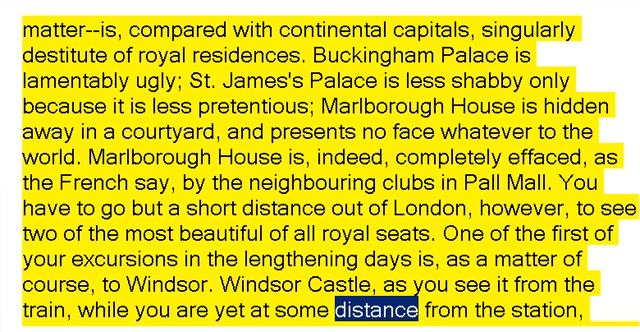 matter--is, compared with continental capitals, singularly
destitute of royal residences. Buckingham Palace is
lamentably ugly; St. James's Palace is less shabby only
because it is less pretentious; Marlborough House is hidden
away in a courtyard, and presents no face whatever to the
world. Marlborough House is, indeed, completely effaced, as
the French say, by the neighbouring clubs in Pall Mall. You
have to go but a short distance out of London, however, to see
two of the most beautiful of all royal seats. One of the first of
your excursions in the lengthening days is, as a matter of
course, to Windsor. Windsor Castle, as you see it from the
train, while you are yet at some distance from the station,